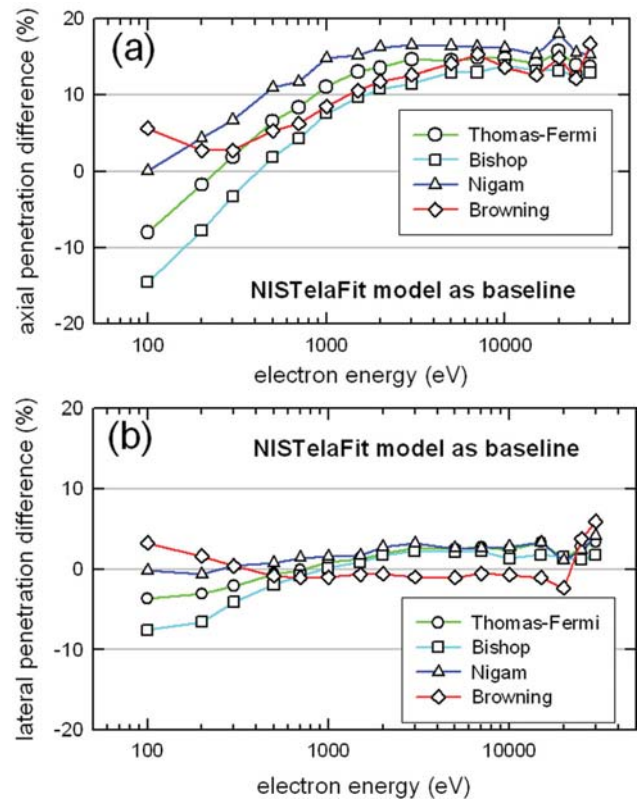 (a)
axial penetration difference (%)
20
10
0
-10
-20
Thomas-Fermi
Bishop
Nigam
Browning
NISTelaFit model as baseline
100 1000 10000
electron energy (eV)
(b)
NISTelaFit model as baseline
lateral penetration difference (%)
20
10
0
-10
-20
Thomas-Fermi
Bishop
Nigam
Browning
100 1000 10000
electron energy (eV)